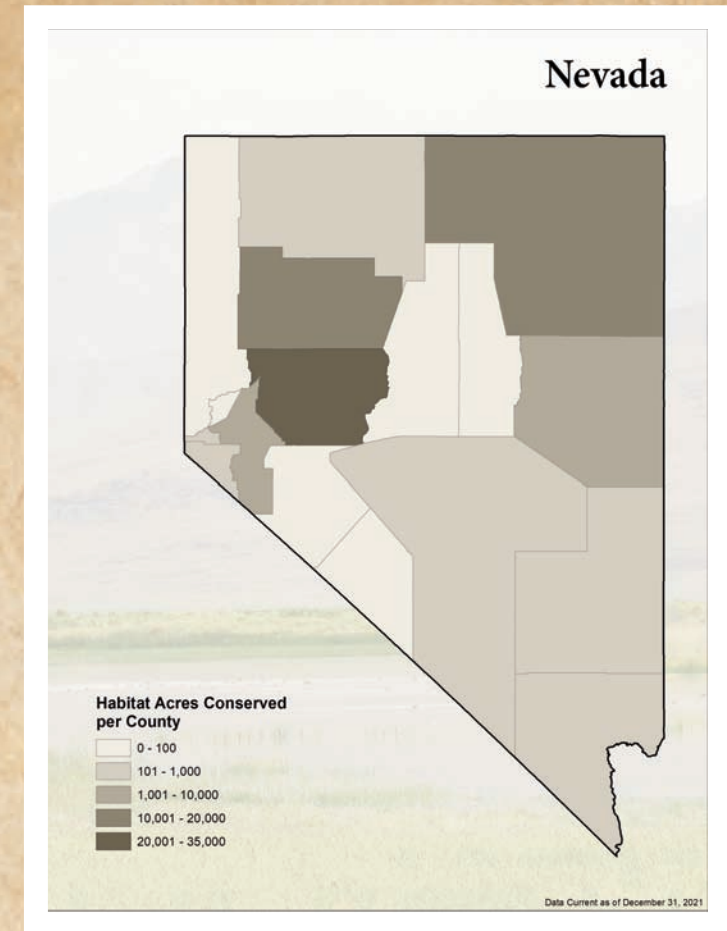 Nevada
Habitat Acres Conserved
per County
0 - 100
101 - 1,000
1,001 - 10,000
10,001 - 20,000
20,001 - 35,000
Data Current as of December 31, 2021